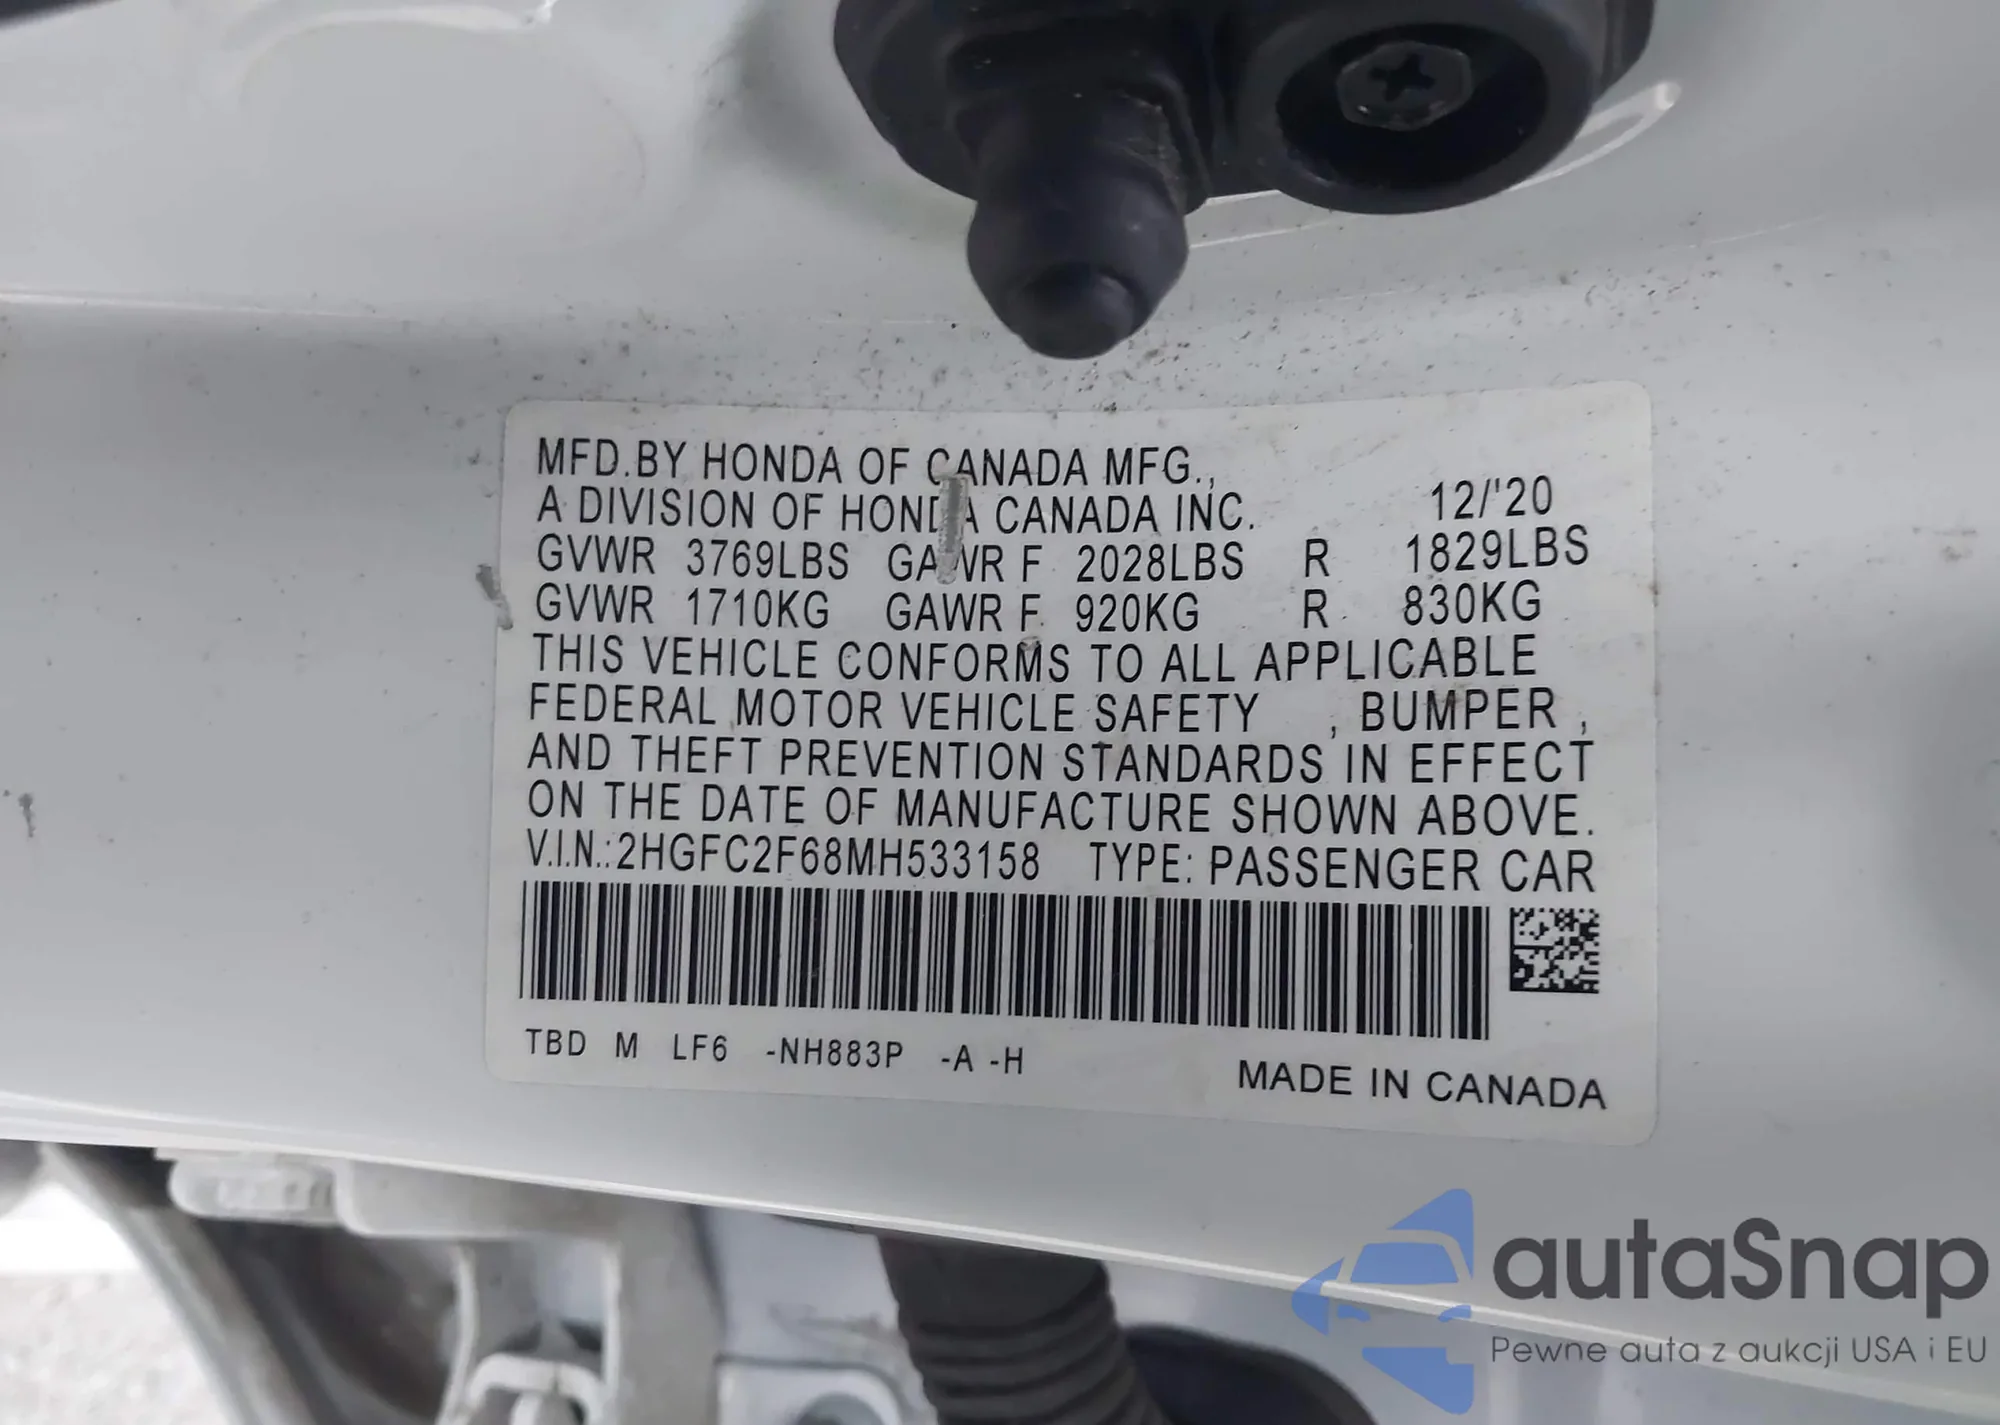 MFD.BY HONDA OF CANADA MFG.,
A DIVISION OF HONDA CANADA INC. 12/'20
GVWR 3769LBS GAWR F 2028LBS R 1829LBS
GVWR 1710KG GAWR F 920KG R 830KG
THIS VEHICLE CONFORMS TO ALL APPLICABLE
FEDERAL MOTOR VEHICLE SAFETY , BUMPER ,
AND THEFT PREVENTION STANDARDS IN EFFECT
ON THE DATE OF MANUFACTURE SHOWN ABOVE.
V.I.N.:2HGFC2F68MH533158 TYPE: PASSENGER CAR
TBD M LF6 -NH883P -A -H
MADE IN CANADA
autaSnap
Pewne auta z aukcji USA i EU